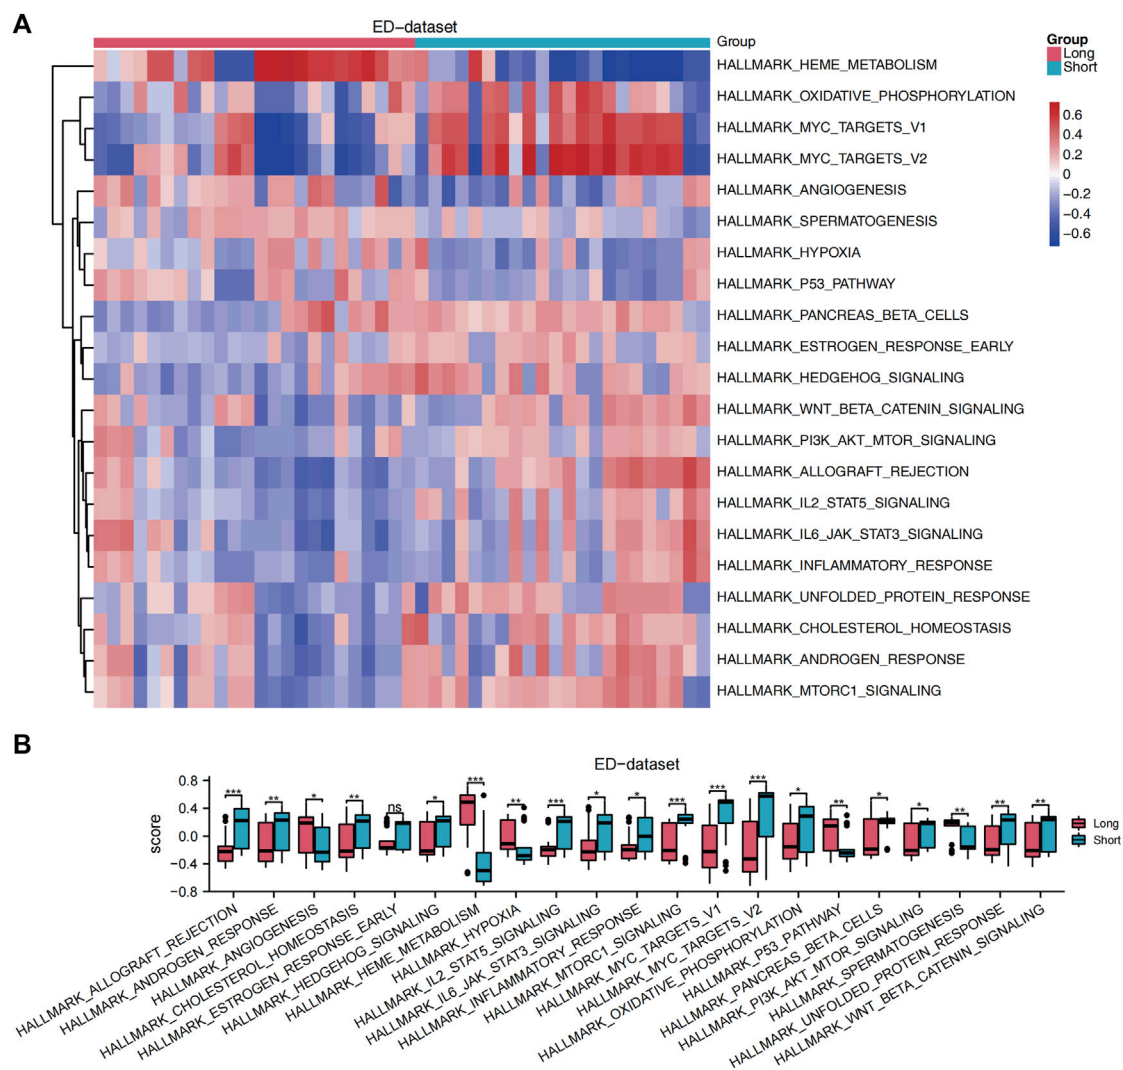 A
ED-dataset
Group
HALLMARK_HEME_METABOLISM
HALLMARK_OXIDATIVE_PHOSPHORYLATION
HALLMARK_MYC_TARGETS_V1
HALLMARK_MYC_TARGETS_V2
HALLMARK_ANGIOGENESIS
HALLMARK_SPERMATOGENESIS
HALLMARK_HYPOXIA
HALLMARK_P53_PATHWAY
HALLMARK_PANCREAS_BETA_CELLS
HALLMARK_ESTROGEN_RESPONSE_EARLY
HALLMARK_HEDGEHOG_SIGNALING
HALLMARK_WNT_BETA_CATENIN_SIGNALING
HALLMARK_PI3K_AKT_MTOR_SIGNALING
HALLMARK_ALLOGRAFT_REJECTION
HALLMARK_IL2_STAT5_SIGNALING
HALLMARK_IL6_JAK_STAT3_SIGNALING
HALLMARK_INFLAMMATORY_RESPONSE
HALLMARK_UNFOLDED_PROTEIN_RESPONSE
HALLMARK_CHOLESTEROL_HOMEOSTASIS
HALLMARK_ANDROGEN_RESPONSE
HALLMARK_MTORC1_SIGNALING
Group
Long
Short
0.6
0.4
0.2
0
−0.2
−0.4
−0.6
B
ED-dataset
score
0.8
0.4
0.0
−0.4
−0.8
*** ** * ** ns * *** ** *** * * *** *** *** * ** * * ** ** **
Long
Short
HALLMARK_ALLOGRAFT_REJECTION
HALLMARK_ANDROGEN_RESPONSE
HALLMARK_ANGIOGENESIS
HALLMARK_CHOLESTEROL_HOMEOSTASIS
HALLMARK_ESTROGEN_RESPONSE_EARLY
HALLMARK_HEDGEHOG_SIGNALING
HALLMARK_HEME_METABOLISM
HALLMARK_HYPOXIA
HALLMARK_IL2_STAT5_SIGNALING
HALLMARK_IL6_JAK_STAT3_SIGNALING
HALLMARK_INFLAMMATORY_RESPONSE
HALLMARK_MTORC1_SIGNALING
HALLMARK_MYC_TARGETS_V1
HALLMARK_MYC_TARGETS_V2
HALLMARK_OXIDATIVE_PHOSPHORYLATION
HALLMARK_P53_PATHWAY
HALLMARK_PANCREAS_BETA_CELLS
HALLMARK_PI3K_AKT_MTOR_SIGNALING
HALLMARK_SPERMATOGENESIS
HALLMARK_UNFOLDED_PROTEIN_RESPONSE
HALLMARK_WNT_BETA_CATENIN_SIGNALING